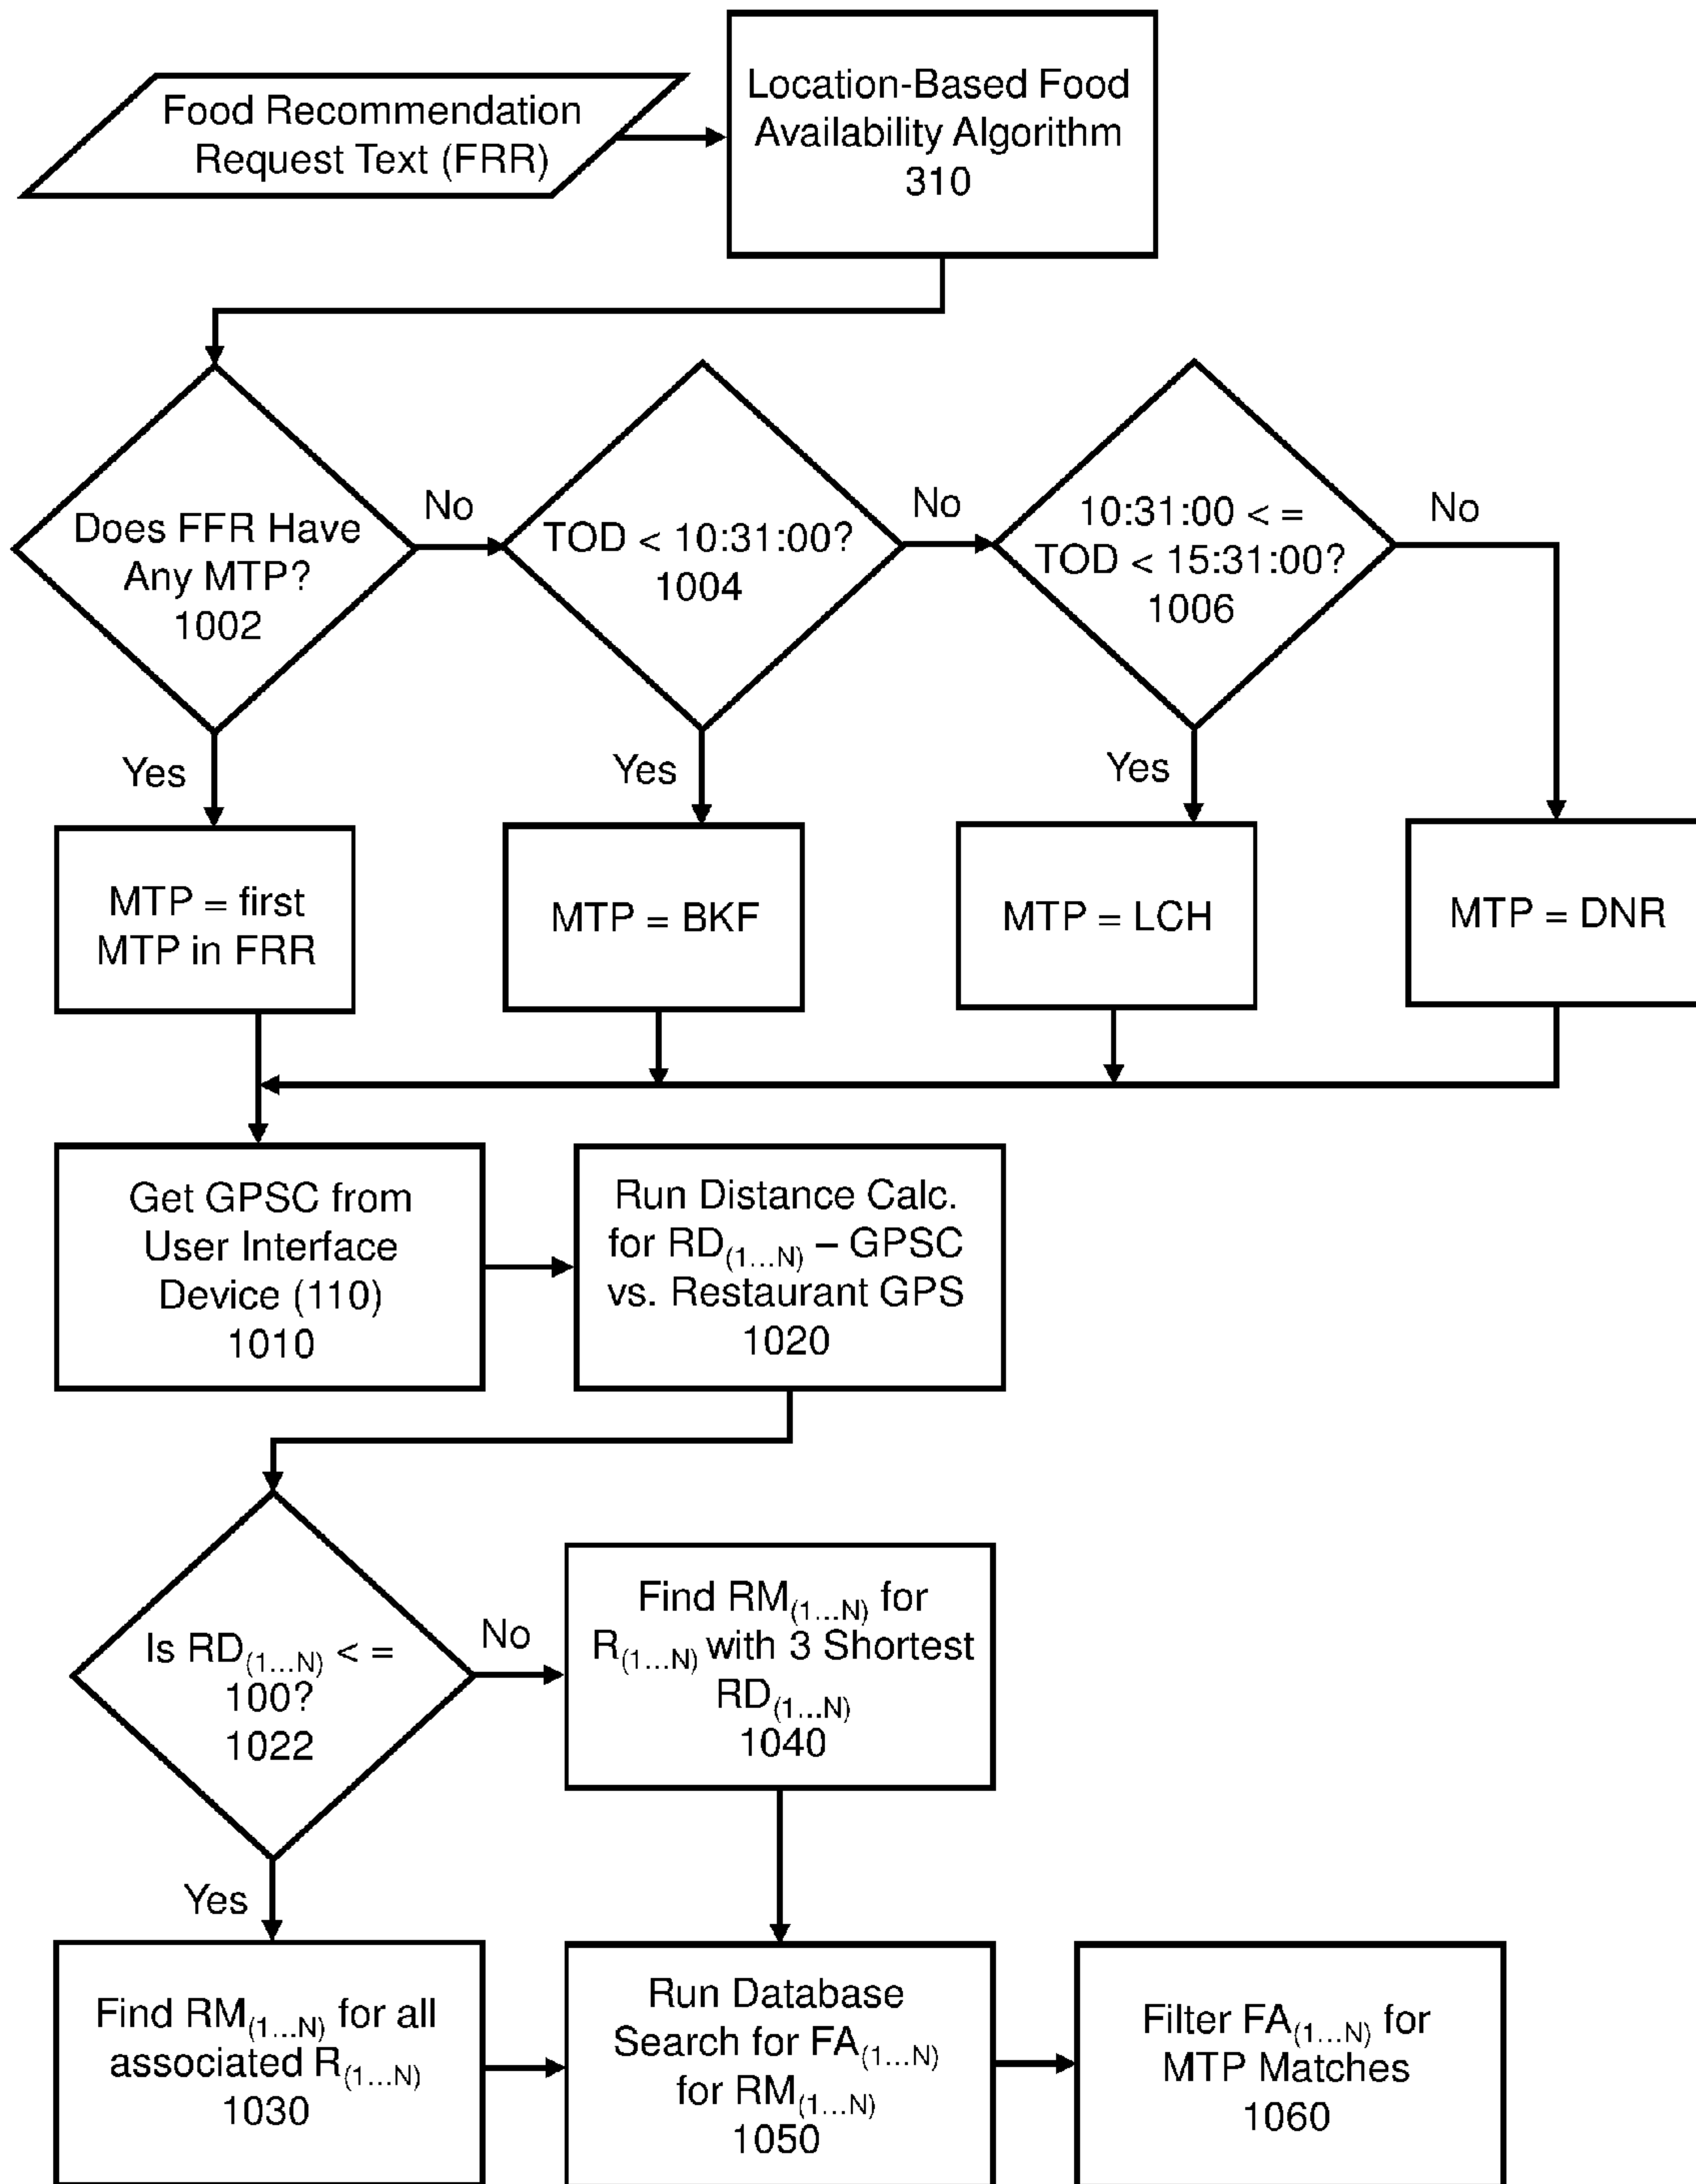 Food Recommendation
Request Text (FRR)
Location-Based Food
Availability Algorithm
310
Does FFR Have
Any MTP?
1002
No
TOD < 10:31:00?
1004
No
10:31:00 < =
TOD < 15:31:00?
1006
No
Yes
Yes
Yes
MTP = first
MTP in FRR
MTP = BKF
MTP = LCH
MTP = DNR
Get GPSC from
User Interface
Device (110)
1010
Run Distance Calc.
for RD(1...N) – GPSC
vs. Restaurant GPS
1020
Is RD(1...N) < =
100?
1022
No
Find RM(1...N) for
R(1...N) with 3 Shortest
RD(1...N)
1040
Yes
Find RM(1...N) for all
associated R(1...N)
1030
Run Database
Search for FA(1...N)
for RM(1...N)
1050
Filter FA(1...N) for
MTP Matches
1060